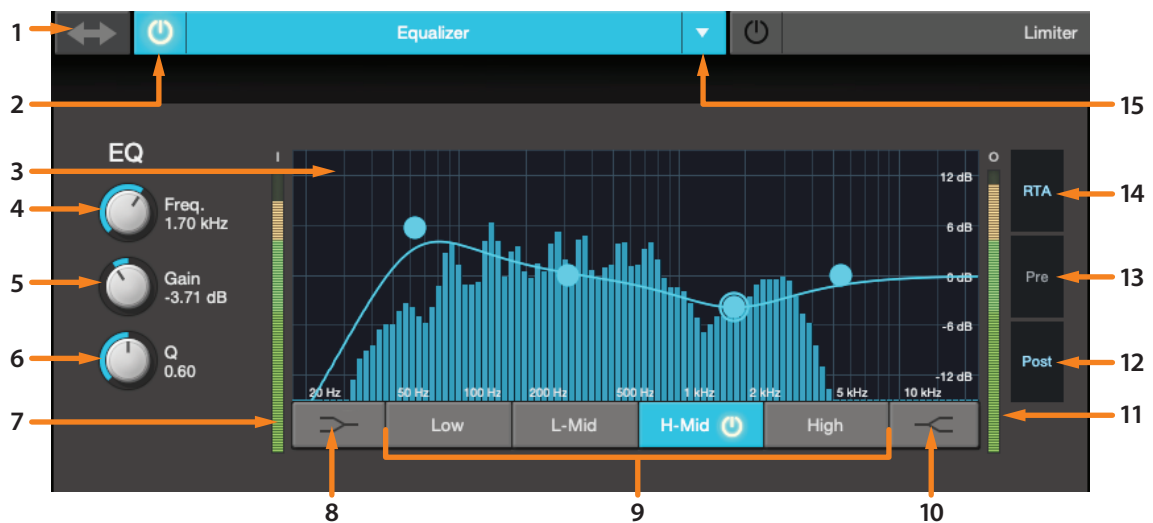 1
Equalizer
Limiter
2
15
EQ
I
O
3
12 dB
RTA
14
4
Freq.
1.70 kHz
6 dB
5
Gain
-3.71 dB
0 dB
Pre
13
-6 dB
6
Q
0.60
Post
12
-12 dB
20 Hz 50 Hz 100 Hz 200 Hz 500 Hz 1 kHz 2 kHz 5 kHz 10 kHz
7
Low L-Mid H-Mid High
11
8 9 10